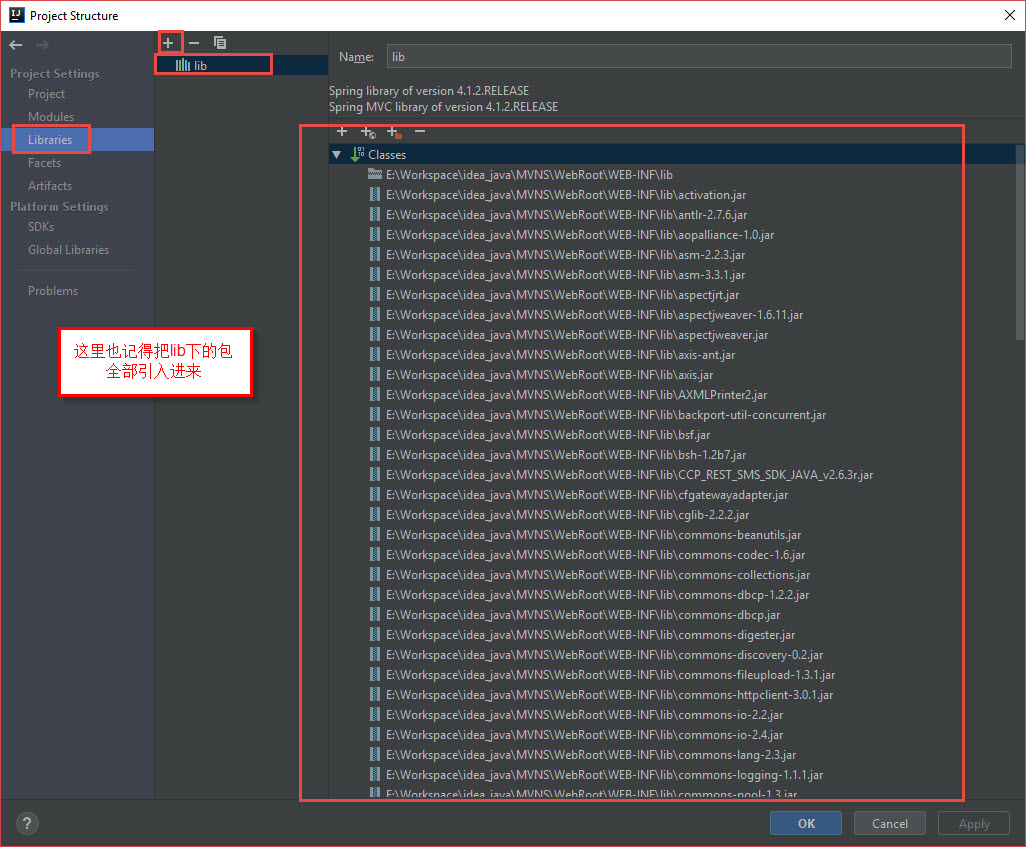 Project Structure
Project Settings
Project
Modules
Libraries
Facets
Artifacts
Platform Settings
SDKs
Global Libraries
Problems
这里也记得把lib下的包
全部引入进来
lib
Name: lib
Spring library of version 4.1.2.RELEASE
Spring MVC library of version 4.1.2.RELEASE
Classes
E:\Workspace\idea_java\MVNS\WebRoot\WEB-INF\lib
E:\Workspace\idea_java\MVNS\WebRoot\WEB-INF\lib\activation.jar
E:\Workspace\idea_java\MVNS\WebRoot\WEB-INF\lib\antlr-2.7.6.jar
E:\Workspace\idea_java\MVNS\WebRoot\WEB-INF\lib\aopalliance-1.0.jar
E:\Workspace\idea_java\MVNS\WebRoot\WEB-INF\lib\asm-2.2.3.jar
E:\Workspace\idea_java\MVNS\WebRoot\WEB-INF\lib\asm-3.3.1.jar
E:\Workspace\idea_java\MVNS\WebRoot\WEB-INF\lib\aspectjrt.jar
E:\Workspace\idea_java\MVNS\WebRoot\WEB-INF\lib\aspectjweaver-1.6.11.jar
E:\Workspace\idea_java\MVNS\WebRoot\WEB-INF\lib\aspectjweaver.jar
E:\Workspace\idea_java\MVNS\WebRoot\WEB-INF\lib\axis-ant.jar
E:\Workspace\idea_java\MVNS\WebRoot\WEB-INF\lib\axis.jar
E:\Workspace\idea_java\MVNS\WebRoot\WEB-INF\lib\AXMLPrinter2.jar
E:\Workspace\idea_java\MVNS\WebRoot\WEB-INF\lib\backport-util-concurrent.jar
E:\Workspace\idea_java\MVNS\WebRoot\WEB-INF\lib\bsf.jar
E:\Workspace\idea_java\MVNS\WebRoot\WEB-INF\lib\bsh-1.2b7.jar
E:\Workspace\idea_java\MVNS\WebRoot\WEB-INF\lib\CCP_REST_SMS_SDK_JAVA_v2.6.3r.jar
E:\Workspace\idea_java\MVNS\WebRoot\WEB-INF\lib\cfgatewayadapter.jar
E:\Workspace\idea_java\MVNS\WebRoot\WEB-INF\lib\cglib-2.2.2.jar
E:\Workspace\idea_java\MVNS\WebRoot\WEB-INF\lib\commons-beanutils.jar
E:\Workspace\idea_java\MVNS\WebRoot\WEB-INF\lib\commons-codec-1.6.jar
E:\Workspace\idea_java\MVNS\WebRoot\WEB-INF\lib\commons-collections.jar
E:\Workspace\idea_java\MVNS\WebRoot\WEB-INF\lib\commons-dbcp-1.2.2.jar
E:\Workspace\idea_java\MVNS\WebRoot\WEB-INF\lib\commons-dbcp.jar
E:\Workspace\idea_java\MVNS\WebRoot\WEB-INF\lib\commons-digester.jar
E:\Workspace\idea_java\MVNS\WebRoot\WEB-INF\lib\commons-discovery-0.2.jar
E:\Workspace\idea_java\MVNS\WebRoot\WEB-INF\lib\commons-fileupload-1.3.1.jar
E:\Workspace\idea_java\MVNS\WebRoot\WEB-INF\lib\commons-httpclient-3.0.1.jar
E:\Workspace\idea_java\MVNS\WebRoot\WEB-INF\lib\commons-io-2.2.jar
E:\Workspace\idea_java\MVNS\WebRoot\WEB-INF\lib\commons-io-2.4.jar
E:\Workspace\idea_java\MVNS\WebRoot\WEB-INF\lib\commons-lang-2.3.jar
E:\Workspace\idea_java\MVNS\WebRoot\WEB-INF\lib\commons-logging-1.1.1.jar
E:\Workspace\idea_java\MVNS\WebRoot\WEB-INF\lib\commons-pool-1.3.jar
OK Cancel Apply